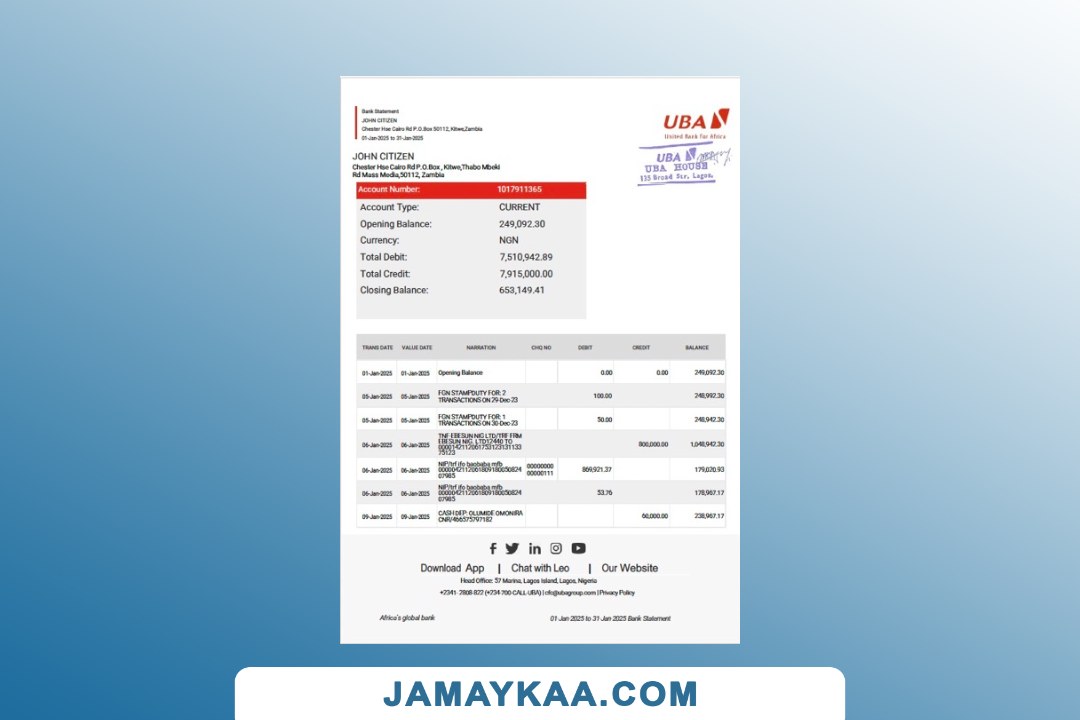 Bank Statement
JOHN CITIZEN
Chester Hse Cairo Rd P.O.Box 50112, Kitwe,Zambia
01-Jan-2025 to 31-Jan-2025
UBA
United Bank for Africa
UBA
UBA HOUSE
Broad Str, Lagos.
JOHN CITIZEN
Chester Hse Cairo Rd P.O.Box , Kitwe,Thabo Mbeki
Rd Mass Media,50112, Zambia
Account Number: 1017911365
Account Type: CURRENT
Opening Balance: 249,092.30
Currency: NGN
Total Debit: 7,510,942.89
Total Credit: 7,915,000.00
Closing Balance: 653,149.41
TRANS DATE VALUE DATE NARRATION CHQ NO DEBIT CREDIT BALANCE
01-Jan-2025 01-Jan-2025 Opening Balance 0.00 0.00 249,092.30
05-Jan-2025 05-Jan-2025 FGN STAMPDUTY FOR: 2 100.00 248,992.30
TRANSACTIONS ON 29-Dec-23
05-Jan-2025 05-Jan-2025 FGN STAMPDUTY FOR: 1 50.00 248,942.30
TRANSACTIONS ON 30-Dec-23
TNF EBESUN NIG LTD/TRF FRM
06-Jan-2025 06-Jan-2025 800,000.00 1,048,942.30
EBESUN NIG. TO
06-Jan-2025 06-Jan-2025 NIP/trf ifo baobaba mfb 00000000 869,921.37 179,020.93
00000111
06-Jan-2025 06-Jan-2025 NIP/trf ifo baobaba mfb 53.76 178,967.17
09-Jan-2025 09-Jan-2025 CASH DEP: OLUMIDE OMONIRA 60,000.00 238,967.17
CNR/466575797182
Download App | Chat with Leo | Our Website
Head Office: 57 Marina, Lagos Island, Lagos, Nigeria
+2341- 2808-822 (+234-700-CALL-UBA) | cfc@ubagroup.com | Privacy Policy
Africa's global bank 01 Jan 2025 to 31 Jan 2025 Bank Statement
JAMAYKAA.COM